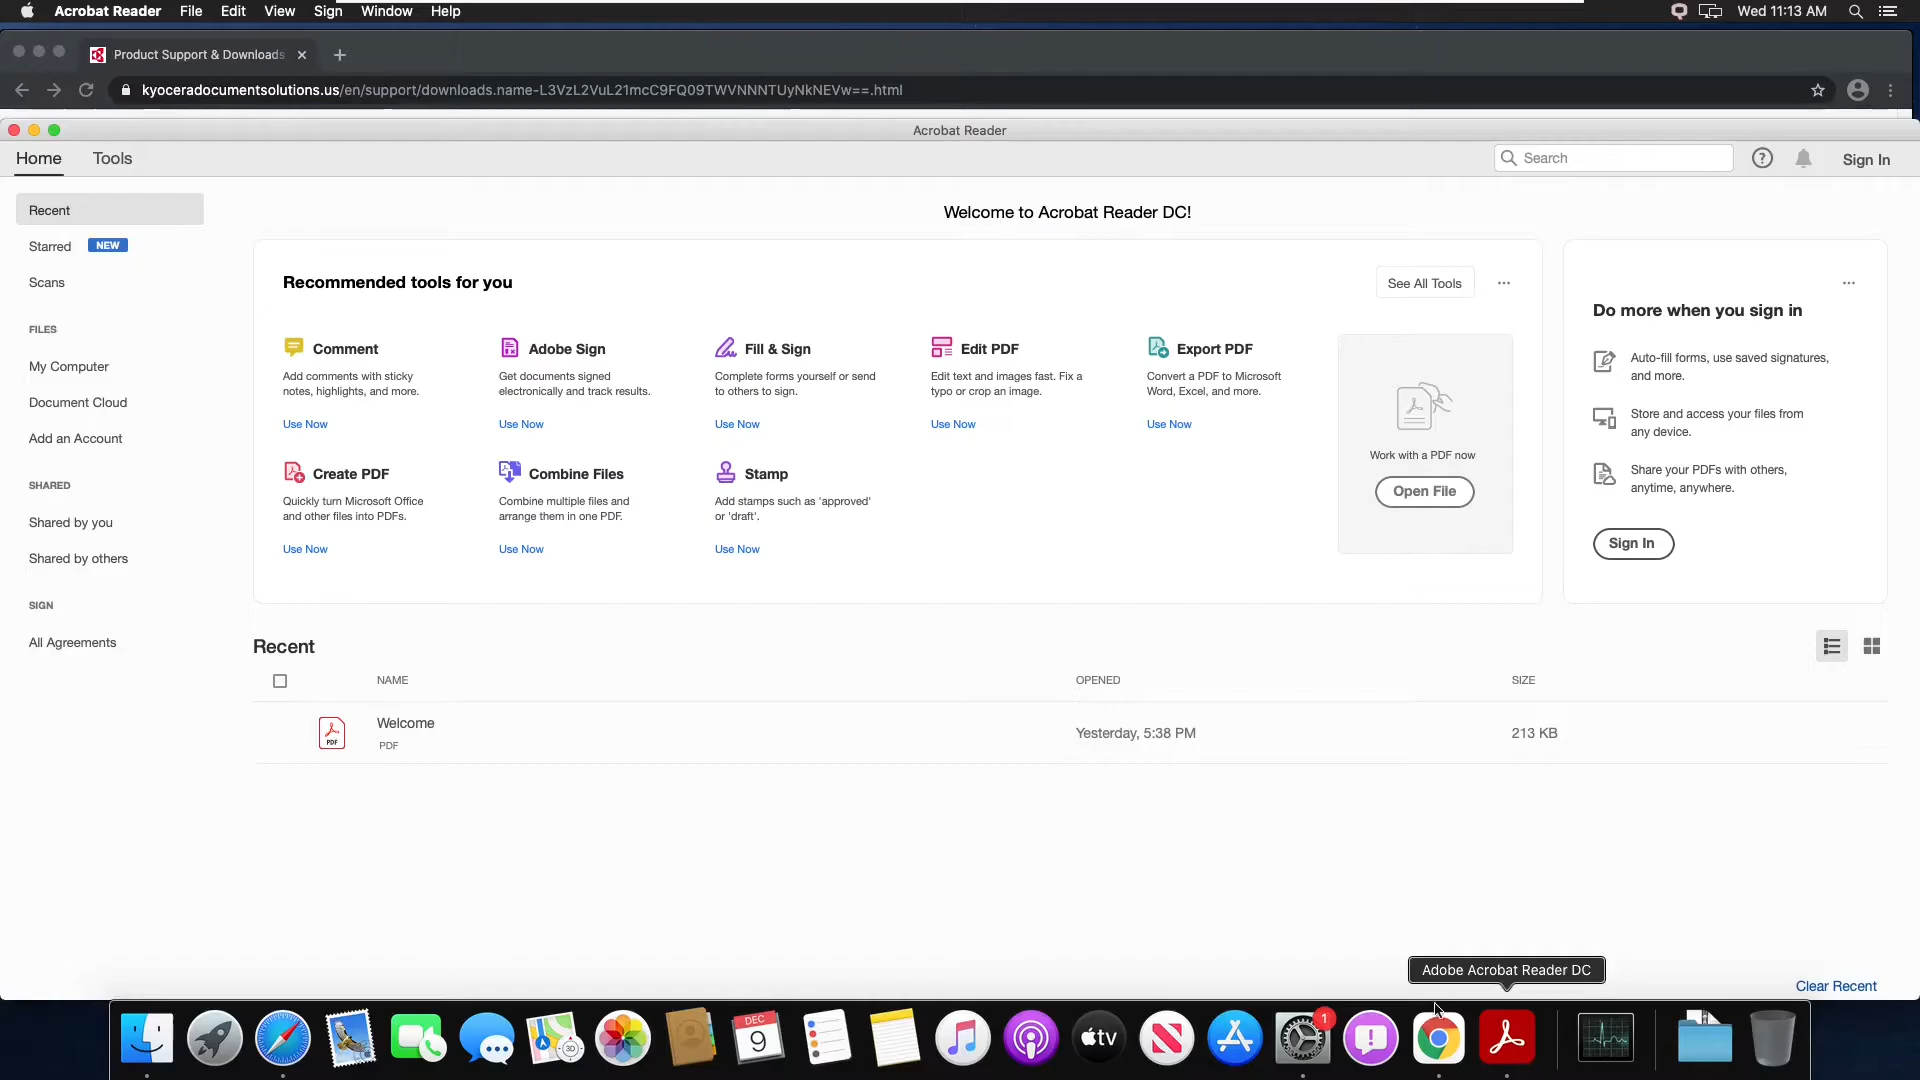 Acrobat Reader File Edit View Sign Window Help Wed 11:13 AM
Product Support & Downloads
kyoceradocumentsolutions.us/en/support/downloads.name-L3VzL2VuL21mcC9FQ09TWVNNNTUyNkNEVw==.html
Acrobat Reader
Home Tools Search Sign In
Recent
Welcome to Acrobat Reader DC!
Starred NEW
Scans
FILES
My Computer
Document Cloud
Add an Account
SHARED
Shared by you
Shared by others
SIGN
All Agreements
Recommended tools for you
See All Tools
Comment
Add comments with sticky
notes, highlights, and more.
Use Now
Adobe Sign
Get documents signed
electronically and track results.
Use Now
Fill & Sign
Complete forms yourself or send
to others to sign.
Use Now
Edit PDF
Edit text and images fast. Fix a
typo or crop an image.
Use Now
Export PDF
Convert a PDF to Microsoft
Word, Excel, and more.
Use Now
Create PDF
Quickly turn Microsoft Office
and other files into PDFs.
Use Now
Combine Files
Combine multiple files and
arrange them in one PDF.
Use Now
Stamp
Add stamps such as 'approved'
or 'draft'.
Use Now
Work with a PDF now
Open File
Do more when you sign in
Auto-fill forms, use saved signatures,
and more.
Store and access your files from
any device.
Share your PDFs with others,
anytime, anywhere.
Sign In
Recent
NAME OPENED SIZE
PDF
Welcome
PDF
Yesterday, 5:38 PM 213 KB
Adobe Acrobat Reader DC
Clear Recent
3D
DEC
9
tv
1